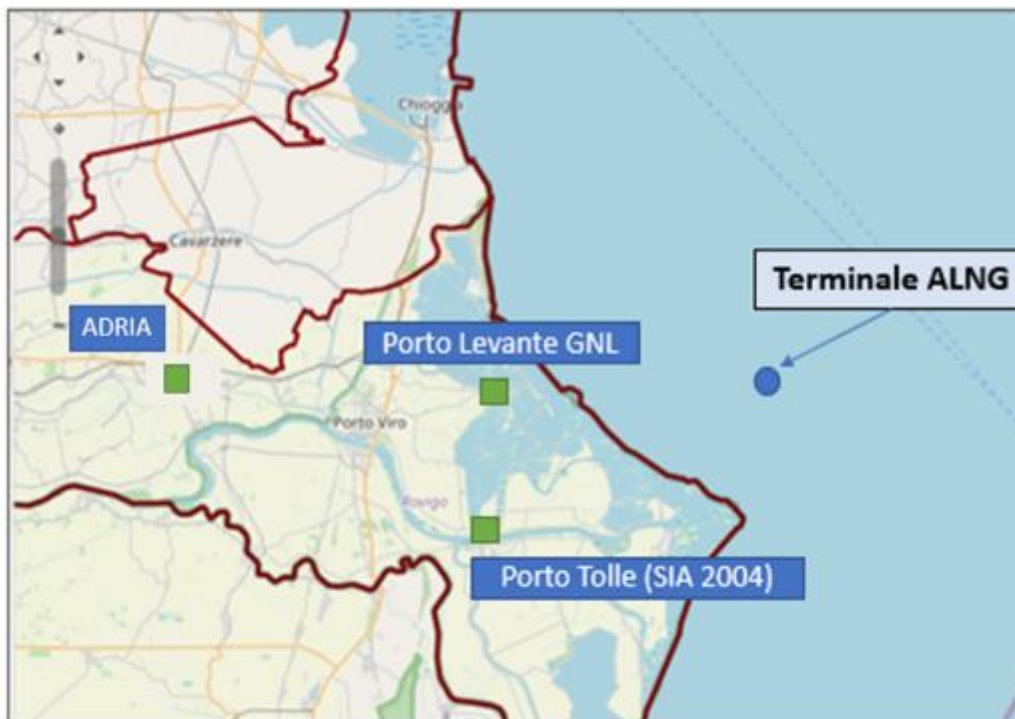 Chioggia
Cavarzere
Terminale ALNG
ADRIA
Porto Levante GNL
Porto Viro
Rovigo
Porto Tolle (SIA 2004)